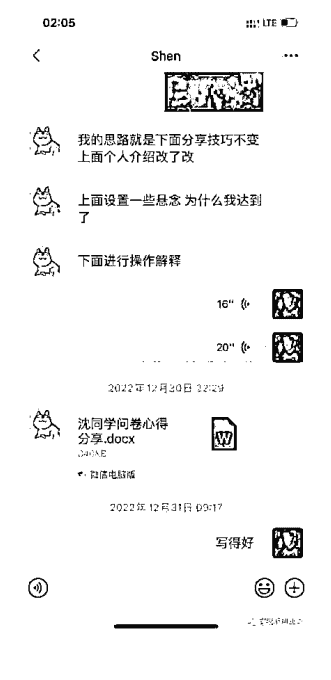 02:05
LTE
Shen
我的思路就是下面分享技巧不变
上面个人介绍改了改
上面设置一些悬念 为什么我达到
了
下面进行操作解释
16"
20"
2022年12月30日 22:29
沈同学问卷心得
分享.docx
微信电脑版
2022年12月31日 09:17
写得好